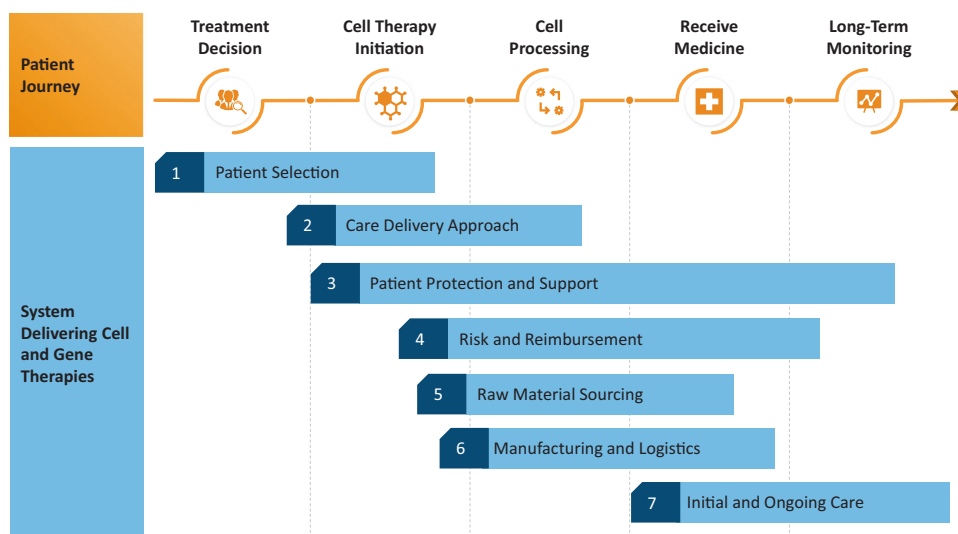 Treatment
Decision
Cell Therapy
Initiation
Cell
Processing
Receive
Medicine
Long-Term
Monitoring
Patient
Journey
System
Delivering Cell
and Gene
Therapies
1 Patient Selection
2 Care Delivery Approach
3 Patient Protection and Support
4 Risk and Reimbursement
5 Raw Material Sourcing
6 Manufacturing and Logistics
7 Initial and Ongoing Care